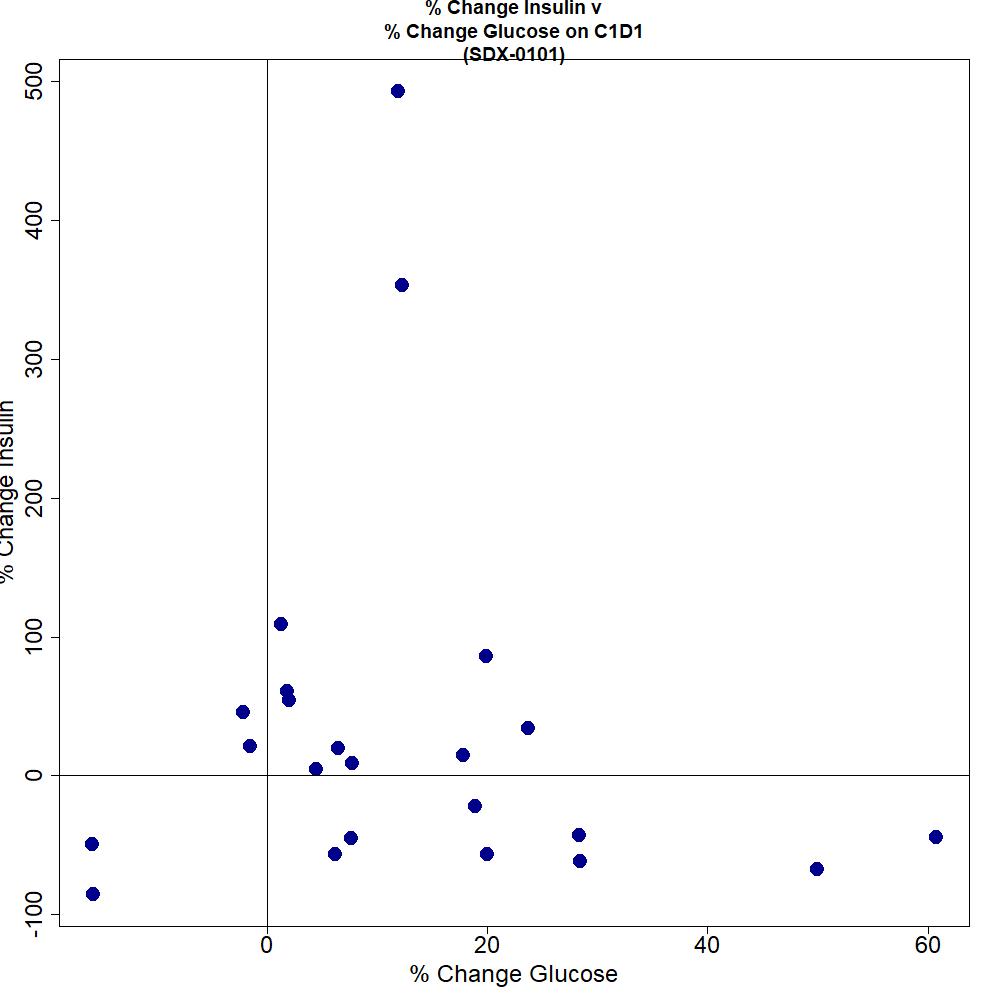 % Change Insulin v
% Change Glucose on C1D1
(SDX-0101)
% Change Insulin
500
400
300
200
100
0
-100
0
20
40
60
% Change Glucose